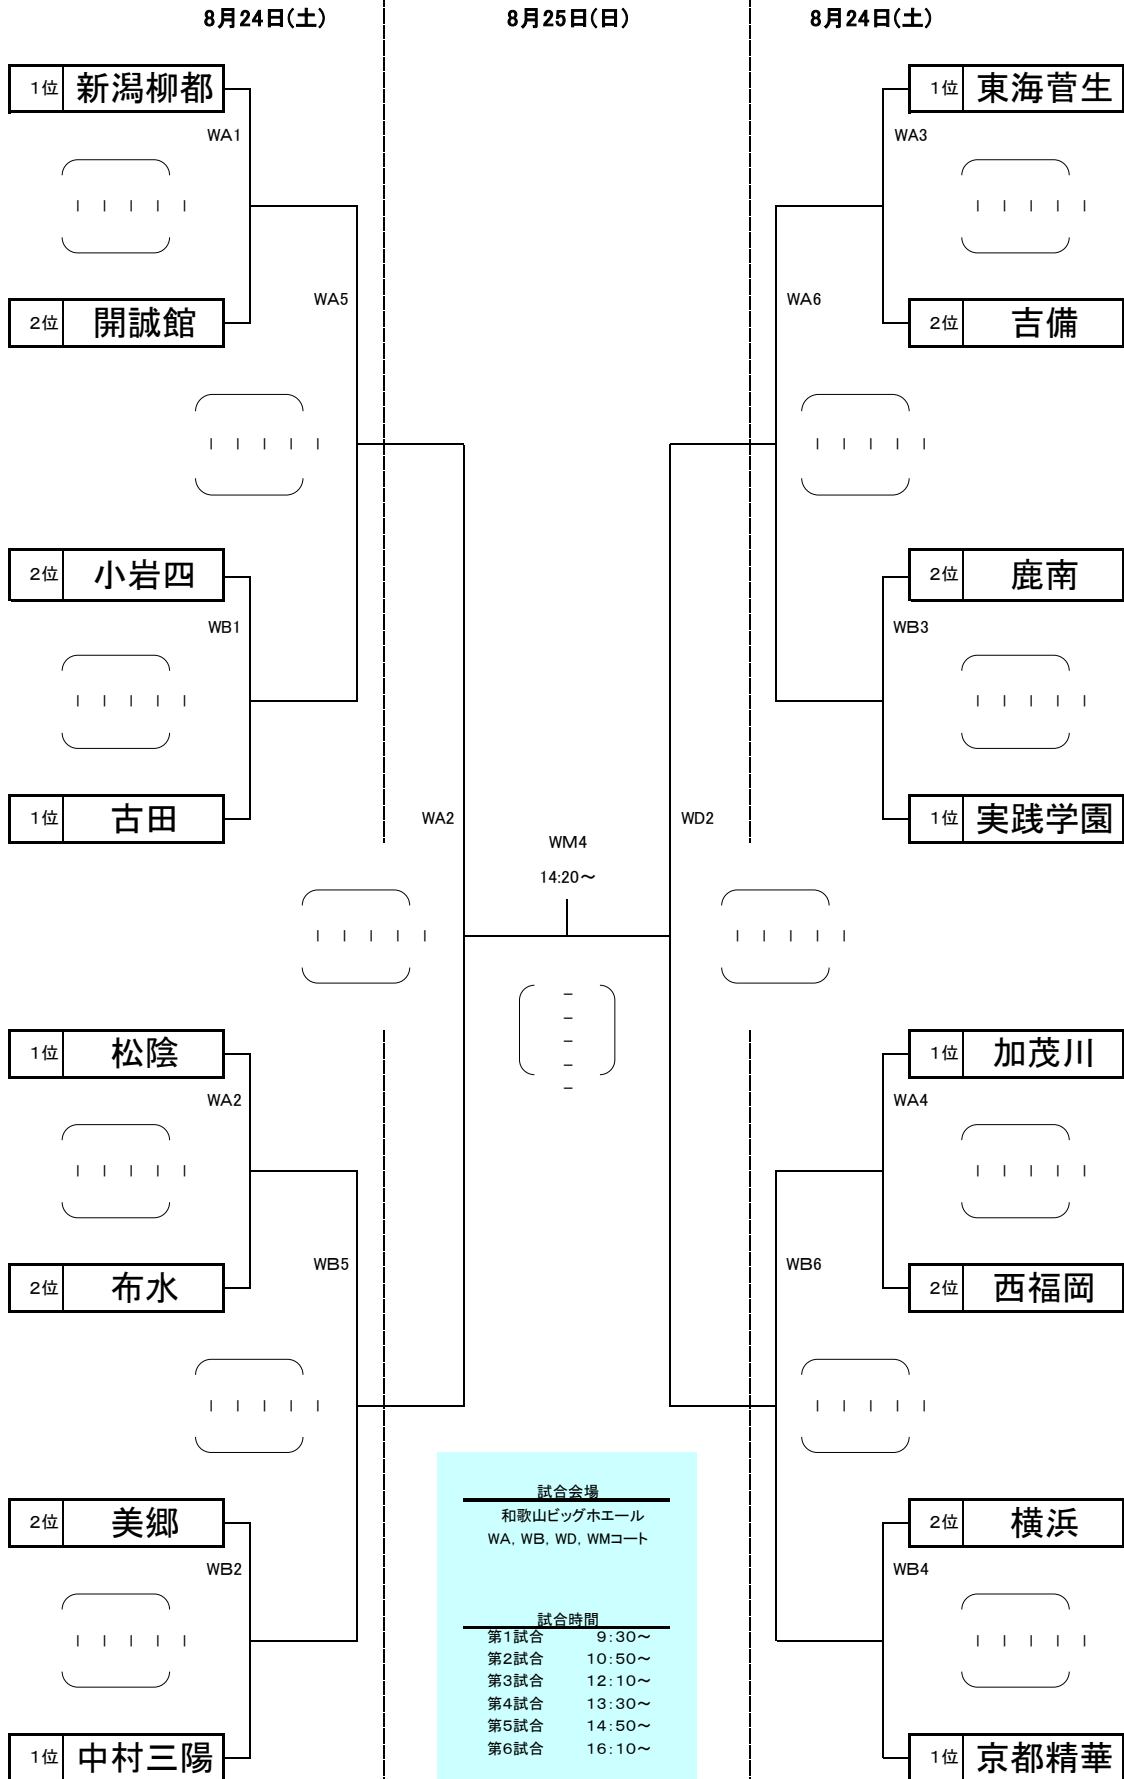 8月24日(土) 8月25日(日) 8月24日(土)
1位 新潟柳都 1位 東海菅生
WA1 WA3
2位 開誠館 WA5 WA6 2位 吉備
2位 小岩四 2位 鹿南
WB1 WB3
1位 古田 WA2 WD2 1位 実践学園
WM4
14:20～
1位 松陰 1位 加茂川
WA2 WA4
2位 布水 WB5 WB6 2位 西福岡
試合会場
和歌山ビッグホエール
WA, WB, WD, WMコート
2位 美郷 2位 横浜
WB2 WB4
試合時間
第1試合 9:30～
第2試合 10:50～
第3試合 12:10～
第4試合 13:30～
第5試合 14:50～
第6試合 16:10～
1位 中村三陽 1位 京都精華